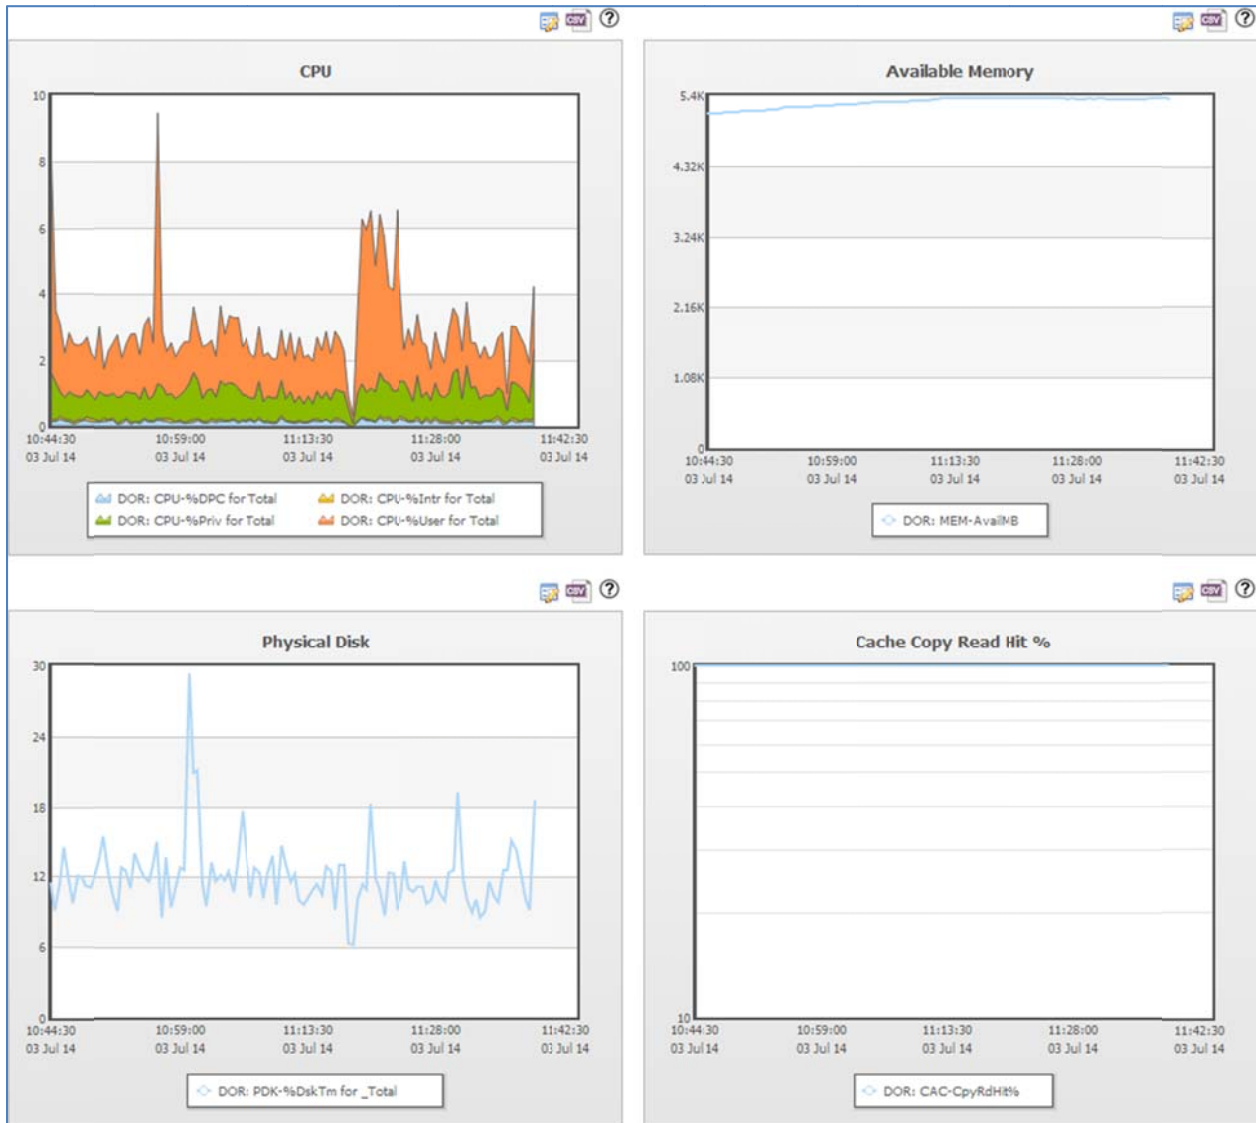 CSV
?
CSV
?
CPU
10
8
6
4
2
0
10:44:30
10:59:00
11:13:30
11:28:00
11:42:30
03 Jul 14
03 Jul 14
03 Jul 14
03 Jul 14
03 Jul 14
DOR: CPU-%DPC for Total
DOR: CPU-%Intr for Total
DOR: CPU-%Priv for Total
DOR: CPU-%User for Total
Available Memory
5.4K
4.32K
3.24K
2.16K
1.08K
0
10:44:30
10:59:00
11:13:30
11:28:00
11:42:30
03 Jul 14
03 Jul 14
03 Jul 14
03 Jul 14
03 Jul 14
DOR: MEM-AvailMB
CSV
?
CSV
?
Physical Disk
30
24
18
12
6
0
10:44:30
10:59:00
11:13:30
11:28:00
11:42:30
03 Jul 14
03 Jul 14
03 Jul 14
03 Jul 14
03 Jul 14
DOR: PDK-%DskTm for _Total
Cache Copy Read Hit %
100
10
10:44:30
10:59:00
11:13:30
11:28:00
11:42:30
03 Jul 14
03 Jul 14
03 Jul 14
03 Jul 14
03 Jul 14
DOR: CAC-CpyRdHit%